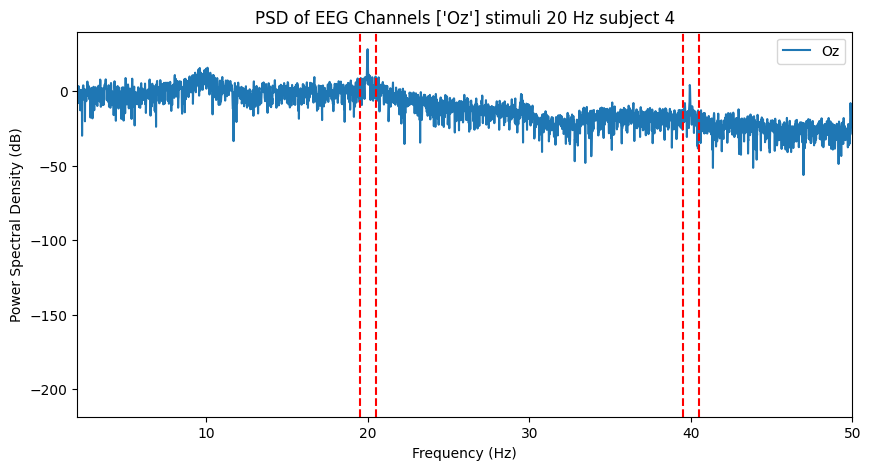 PSD of EEG Channels ['Oz'] stimuli 20 Hz subject 4
Oz
Power Spectral Density (dB)
0
−50
−100
−150
−200
10
20
30
40
50
Frequency (Hz)